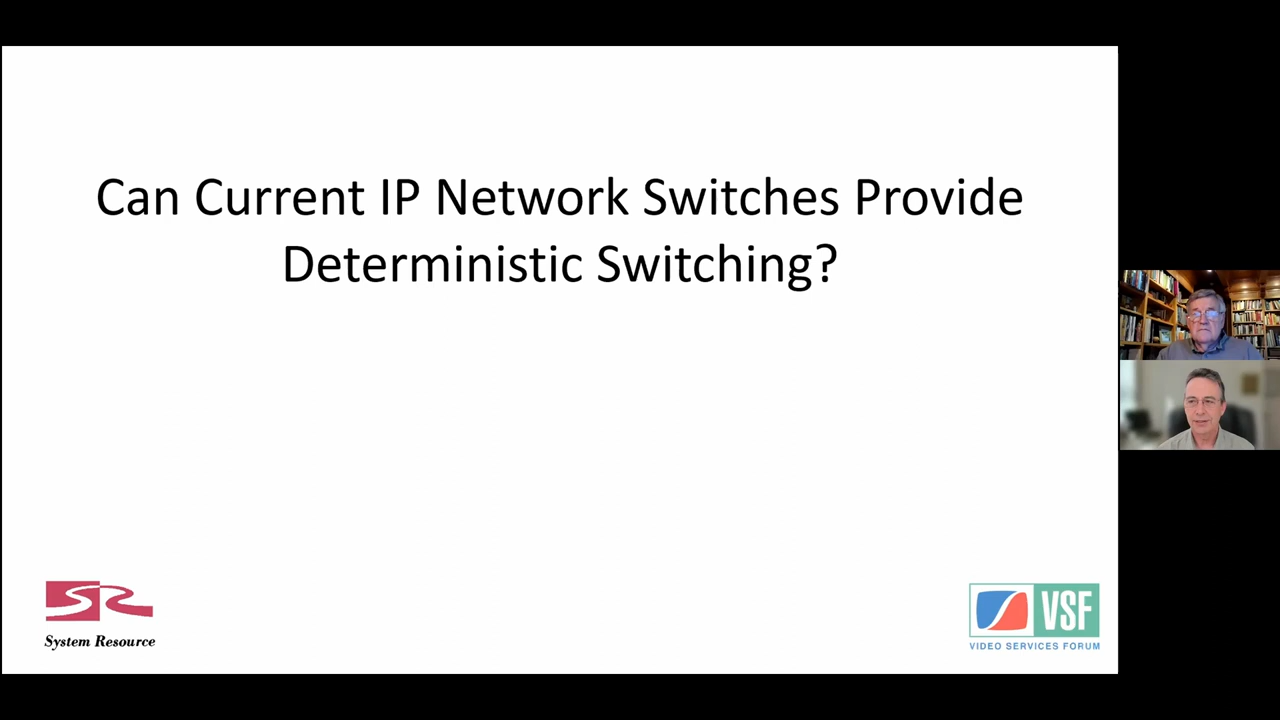 Can Current IP Network Switches Provide
Deterministic Switching?
System Resource
VSF
VIDEO SERVICES FORUM